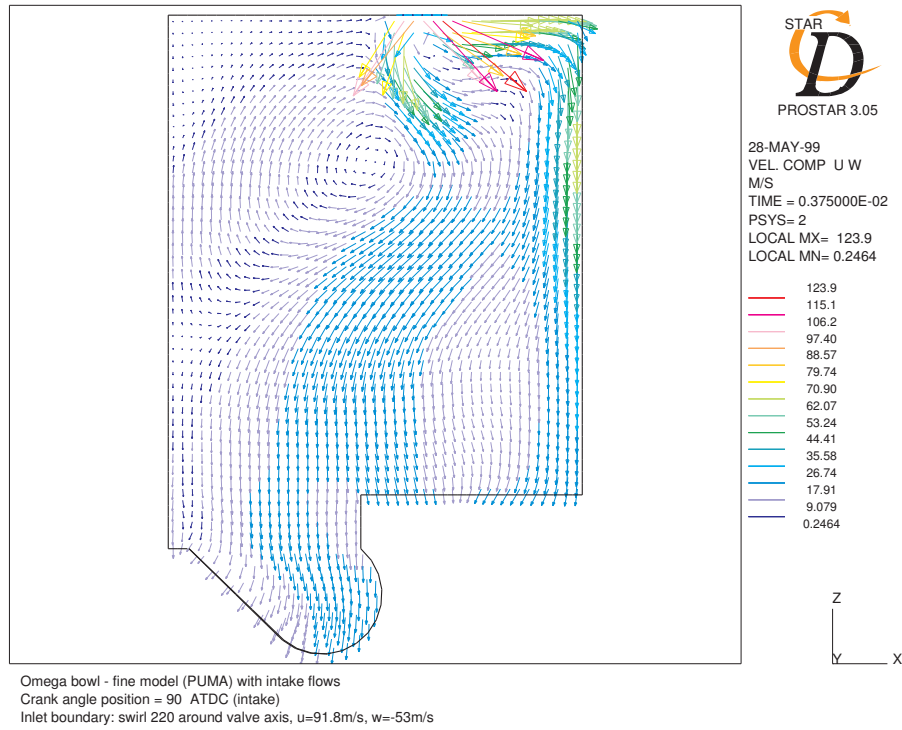 STAR
D
PROSTAR 3.05
28-MAY-99
VEL. COMP U W
M/S
TIME = 0.375000E-02
PSYS= 2
LOCAL MX= 123.9
LOCAL MN= 0.2464
123.9
115.1
106.2
97.40
88.57
79.74
70.90
62.07
53.24
44.41
35.58
26.74
17.91
9.079
0.2464
Z
Y X
Omega bowl - fine model (PUMA) with intake flows
Crank angle position = 90 ATDC (intake)
Inlet boundary: swirl 220 around valve axis, u=91.8m/s, w=-53m/s